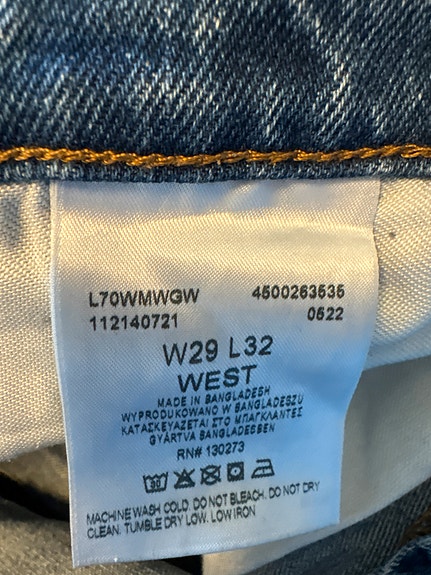 L70WMWGW 4500263535
112140721 0522
W29 L32
WEST
MADE IN BANGLADESH
WYPRODUKOWANO W BANGLADESZU
ΚΑΤΑΣΚΕΥΑΖΕΤΑΙ ΣΤΟ ΜΠΑΓΚΛΑΝΤΕΣ
GYÁRTVA BANGLADESBEN
RN# 130273
MACHINE WASH COLD. DO NOT BLEACH. DO NOT DRY
CLEAN. TUMBLE DRY LOW. LOW IRON